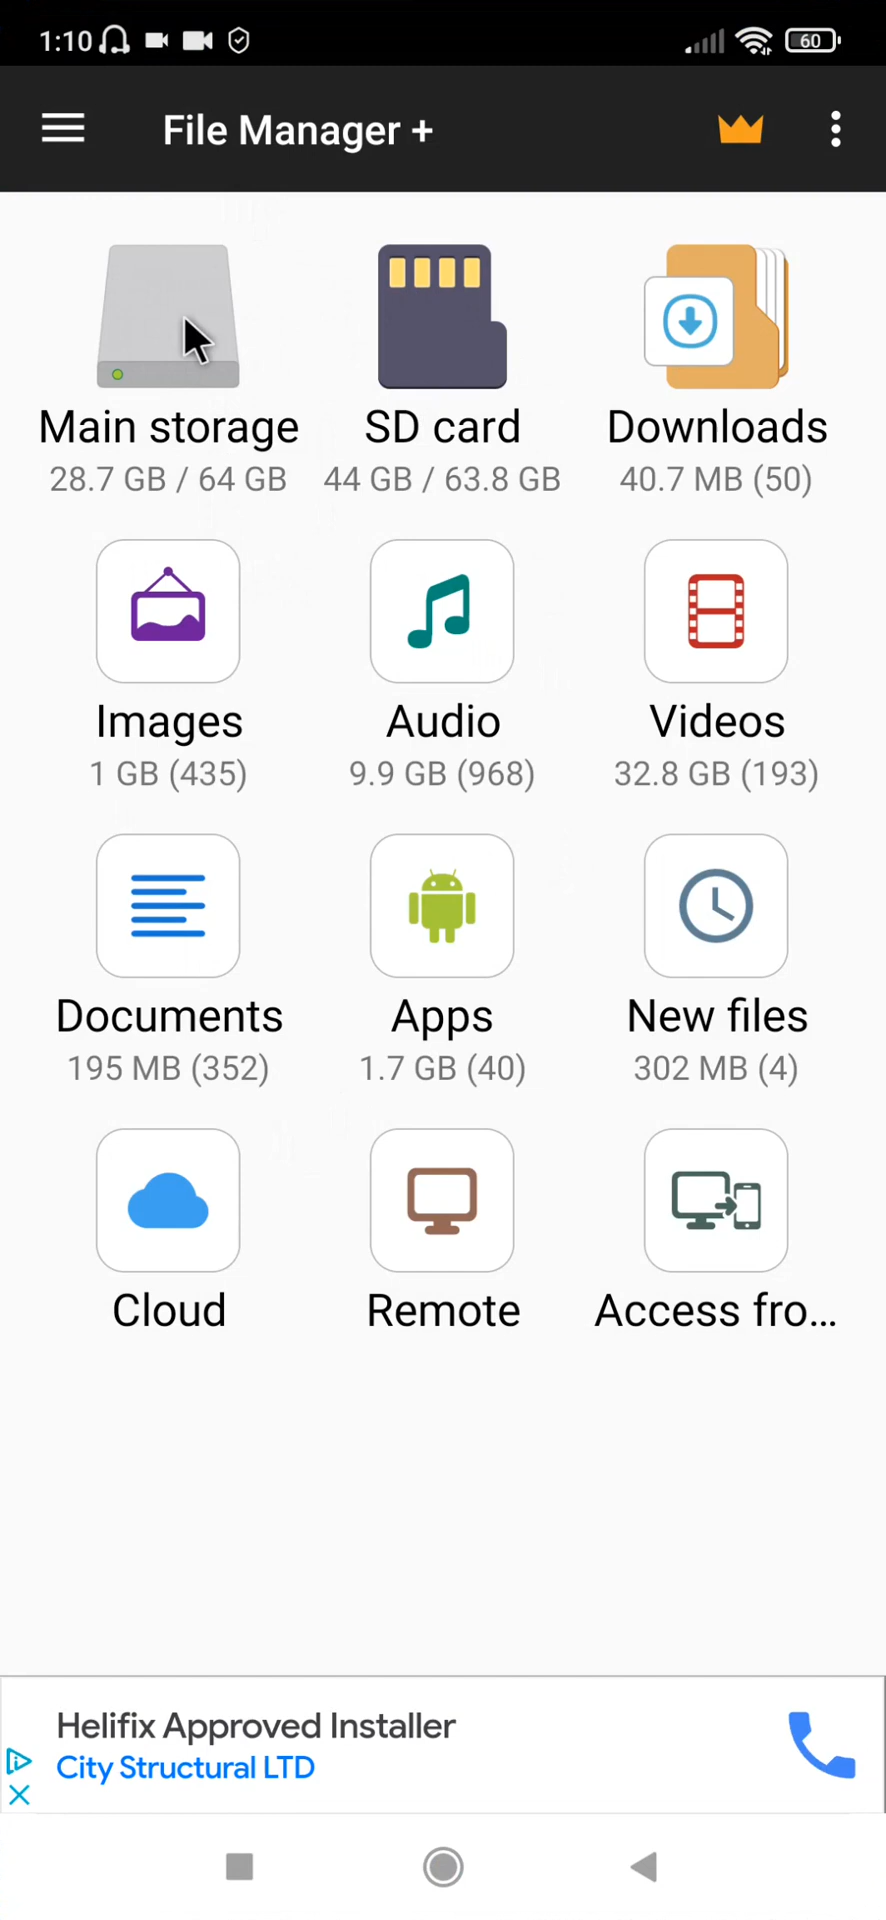 1:10 60
File Manager +
Main storage SD card Downloads
28.7 GB / 64 GB 44 GB / 63.8 GB 40.7 MB (50)
Images Audio Videos
1 GB (435) 9.9 GB (968) 32.8 GB (193)
Documents Apps New files
195 MB (352) 1.7 GB (40) 302 MB (4)
Cloud Remote Access fro...
Helifix Approved Installer
City Structural LTD